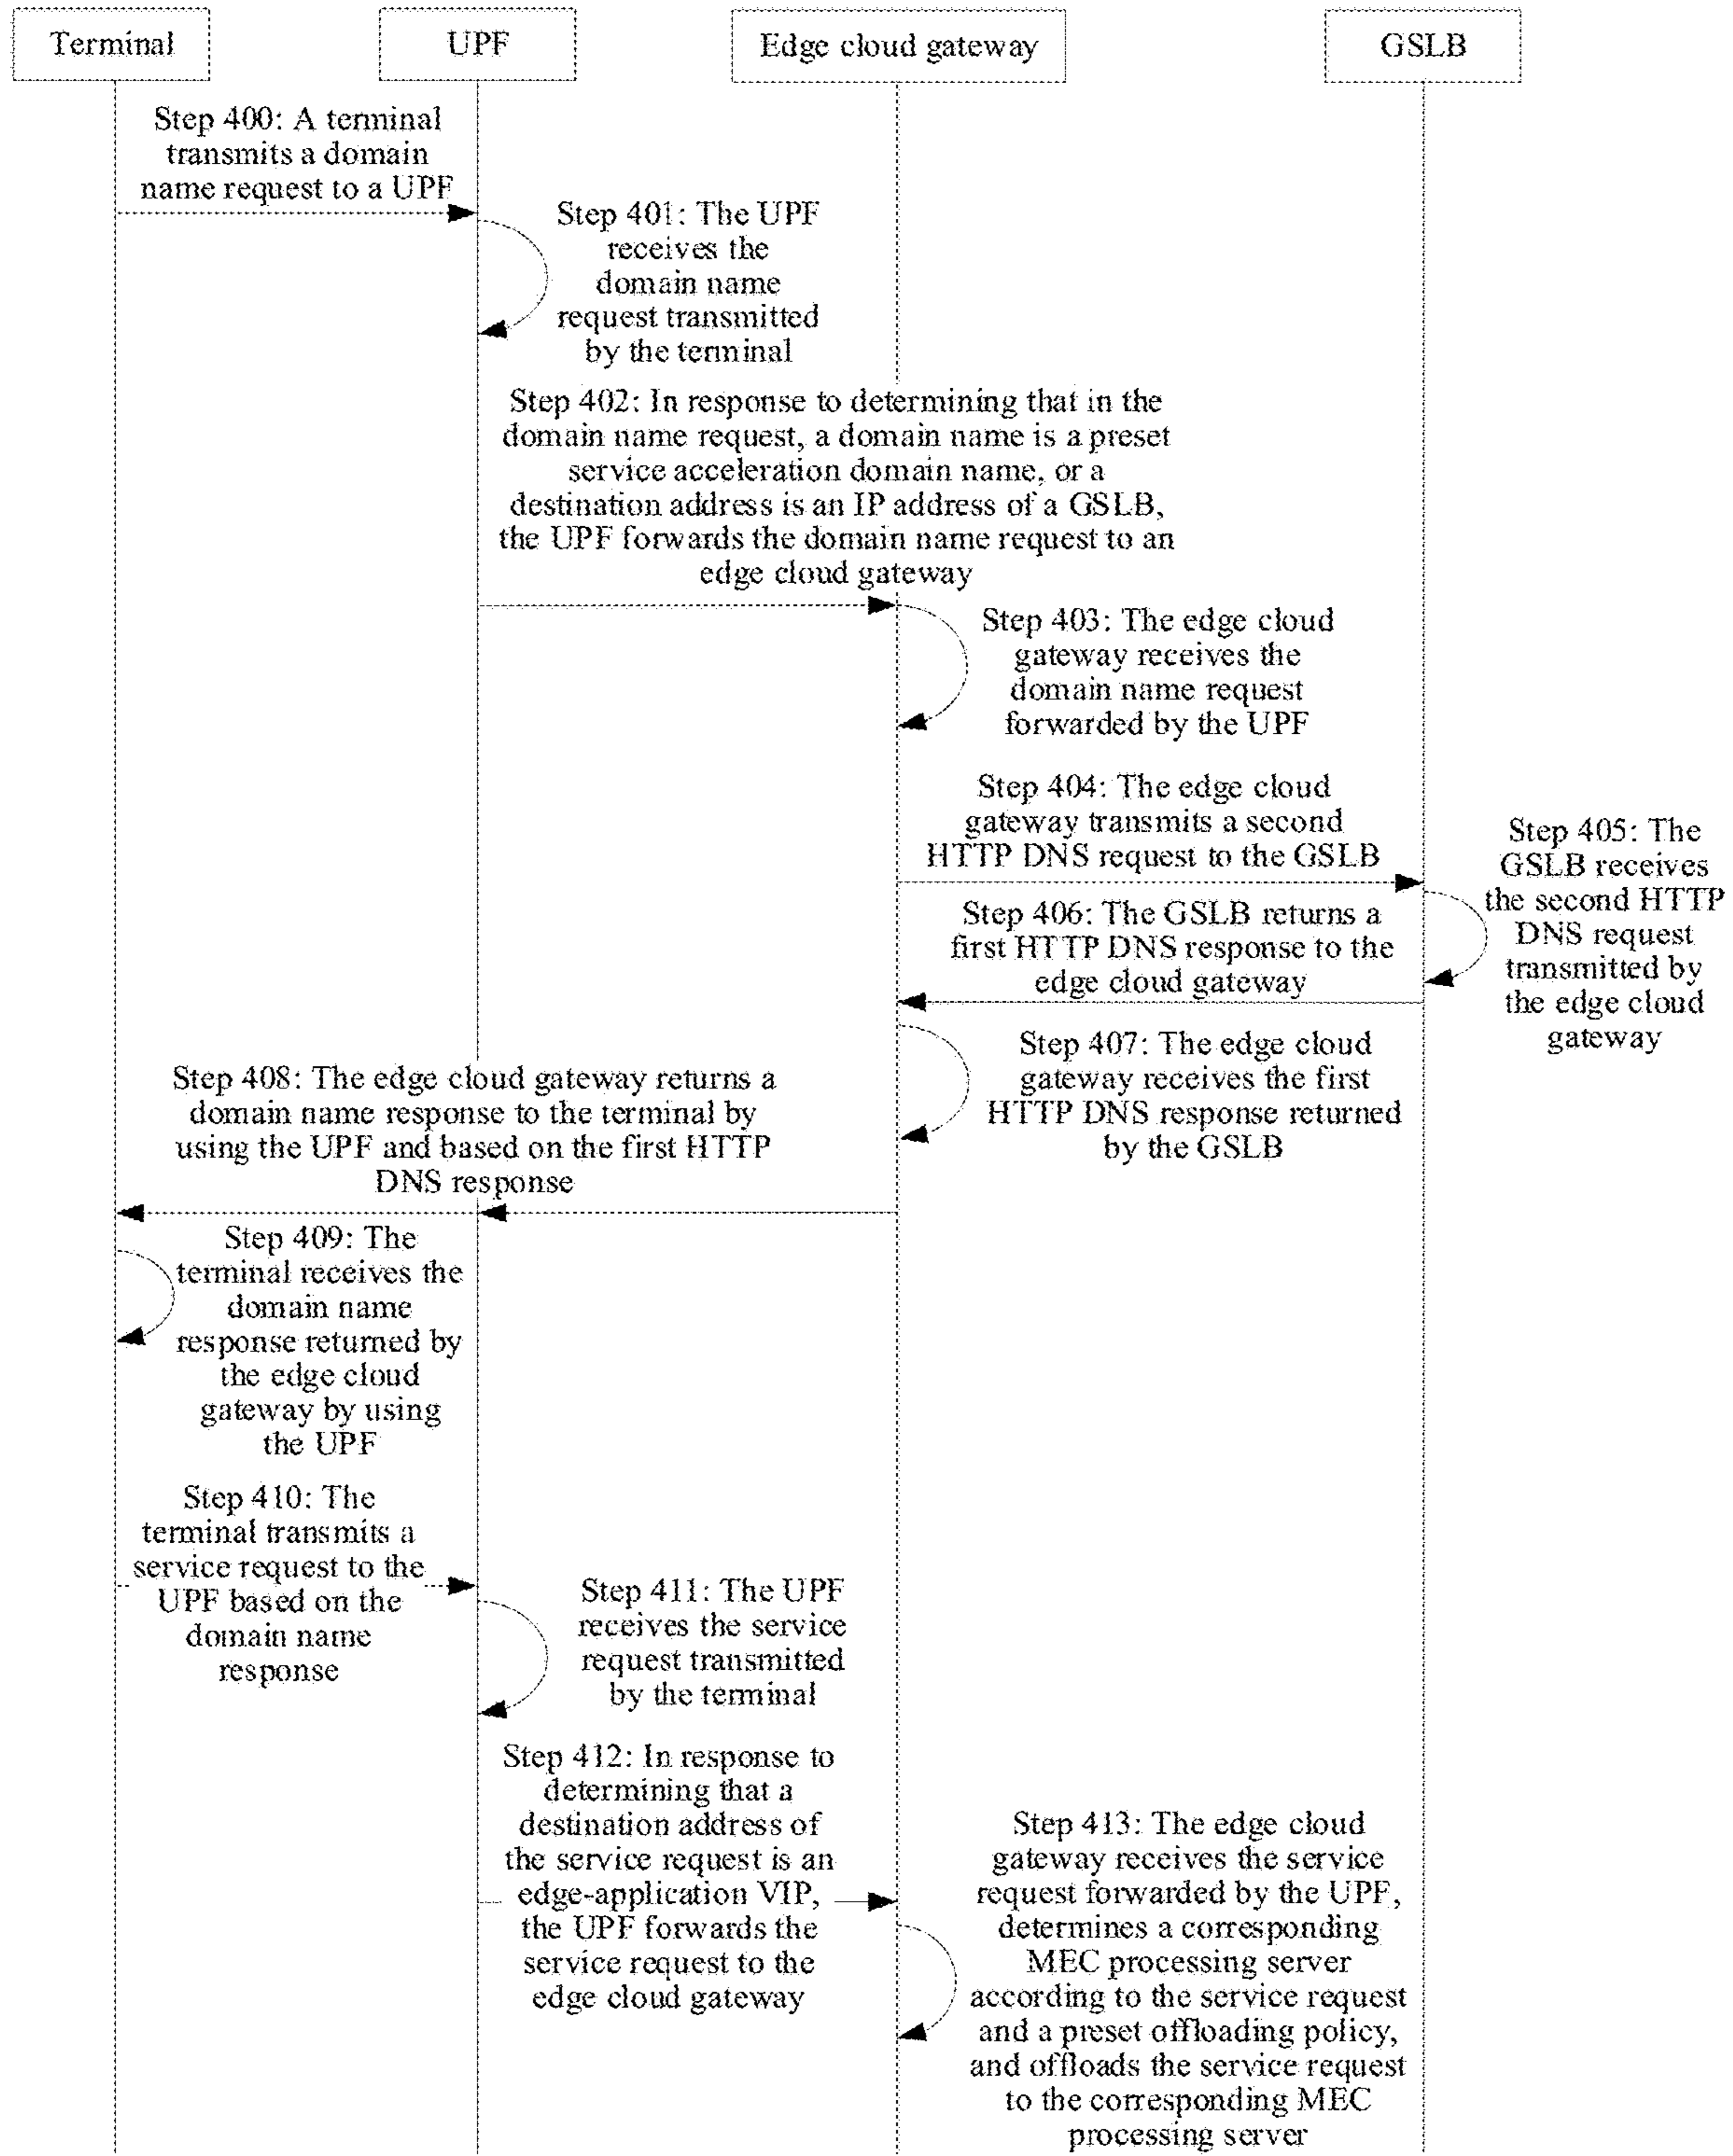 Terminal
UPF
Edge cloud gateway
GSLB
Step 400: A terminal
transmits a domain
name request to a UPF
Step 401: The UPF
receives the
domain name
request transmitted
by the terminal
Step 402: In response to determining that in the
domain name request, a domain name is a preset
service acceleration domain name, or a
destination address is an IP address of a GSLB,
the UPF forwards the domain name request to an
edge cloud gateway
Step 403: The edge cloud
gateway receives the
domain name request
forwarded by the UPF
Step 404: The edge cloud
gateway transmits a second
HTTP DNS request to the GSLB
Step 405: The
GSLB receives
the second HTTP
DNS request
transmitted by
the edge cloud
gateway
Step 406: The GSLB returns a
first HTTP DNS response to the
edge cloud gateway
Step 407: The edge cloud
gateway receives the first
HTTP DNS response returned
by the GSLB
Step 408: The edge cloud gateway returns a
domain name response to the terminal by
using the UPF and based on the first HTTP
DNS response
Step 409: The
terminal receives the
domain name
response returned by
the edge cloud
gateway by using
the UPF
Step 410: The
terminal transmits a
service request to the
UPF based on the
domain name
response
Step 411: The UPF
receives the service
request transmitted
by the terminal
Step 412: In response to
determining that a
destination address of
the service request is an
edge-application VIP,
the UPF forwards the
service request to the
edge cloud gateway
Step 413: The edge cloud
gateway receives the service
request forwarded by the UPF,
determines a corresponding
MEC processing server
according to the service request
and a preset offloading policy,
and offloads the service request
to the corresponding MEC
processing server